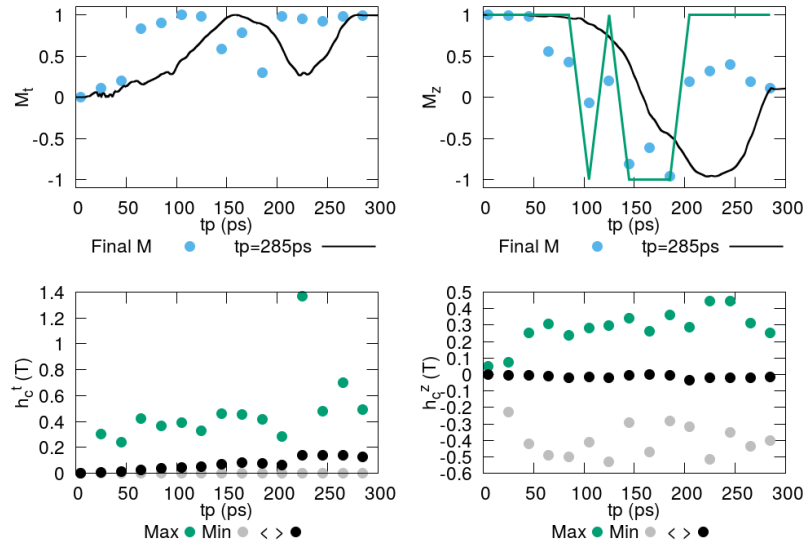 1
0.5
0
-0.5
-1
M_t
0 50 100 150 200 250 300
tp (ps)
Final M tp=285ps
1
0.5
0
-0.5
-1
M_z
0 50 100 150 200 250 300
tp (ps)
Final M tp=285ps
1.4
1.2
1
0.8
0.6
0.4
0.2
0
h_c^t (T)
0 50 100 150 200 250 300
tp (ps)
Max Min < >
0.5
0.4
0.3
0.2
0.1
0
-0.1
-0.2
-0.3
-0.4
-0.5
-0.6
h_c^z (T)
0 50 100 150 200 250 300
tp (ps)
Max Min < >